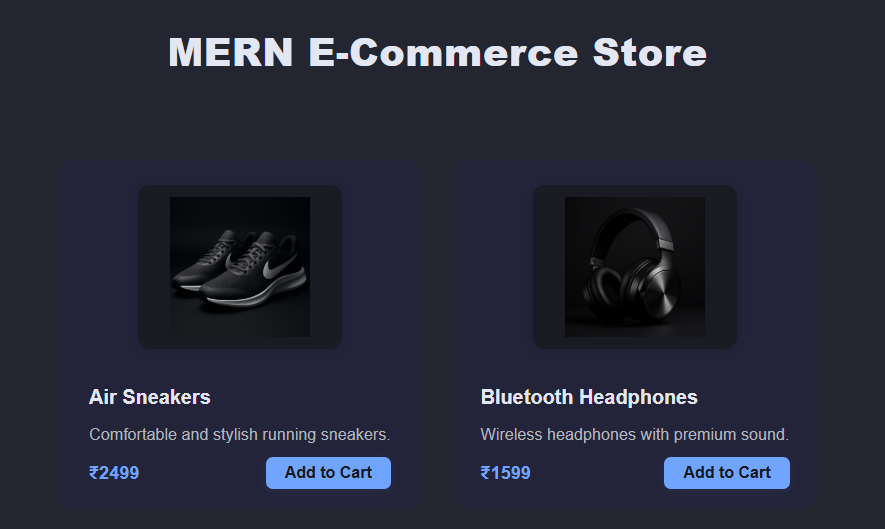 MERN E-Commerce Store
Air Sneakers
Comfortable and stylish running sneakers.
₹2499
Add to Cart
Bluetooth Headphones
Wireless headphones with premium sound.
₹1599
Add to Cart